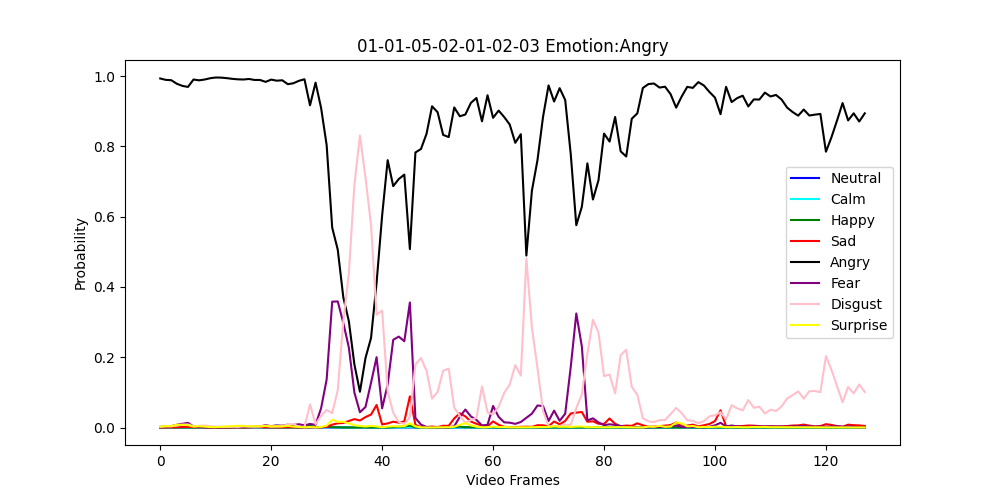 01-01-05-02-01-02-03 Emotion:Angry
Probability
1.0
0.8
0.6
0.4
0.2
0.0
Neutral
Calm
Happy
Sad
Angry
Fear
Disgust
Surprise
0 20 40 60 80 100 120
Video Frames